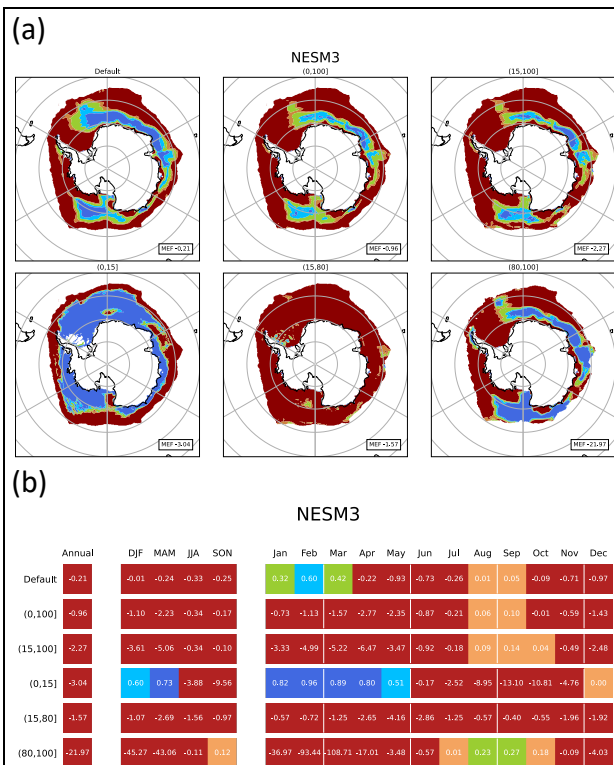 (a)
NESM3
Default (0,100] (15,100]
MEF -0.21 MEF -0.96 MEF -2.27
(0,15] (15,80] (80,100]
MEF -3.04 MEF -1.57 MEF -21.97
(b)
NESM3
Annual DJF MAM JJA SON Jan Feb Mar Apr May Jun Jul Aug Sep Oct Nov Dec
Default -0.21 -0.01 -0.24 -0.33 -0.25 0.32 0.60 0.42 -0.22 -0.93 -0.73 -0.26 0.01 0.05 -0.09 -0.71 -0.97
(0,100] -0.96 -1.10 -2.23 -0.34 -0.17 -0.73 -1.13 -1.57 -2.77 -2.35 -0.87 -0.21 0.06 0.10 -0.01 -0.59 -1.43
(15,100] -2.27 -3.61 -5.06 -0.34 -0.10 -3.33 -4.99 -5.22 -6.47 -3.47 -0.92 -0.18 0.09 0.14 0.04 -0.49 -2.48
(0,15] -3.04 0.60 0.73 -3.88 -9.56 0.82 0.96 0.89 0.80 0.51 -0.17 -2.52 -8.95 -13.10 -10.81 -4.76 0.00
(15,80] -1.57 -1.07 -2.69 -1.56 -0.97 -0.57 -0.72 -1.25 -2.65 -4.16 -2.86 -1.25 -0.57 -0.40 -0.55 -1.96 -1.92
(80,100] -21.97 -45.27 -43.06 -0.11 0.12 -36.97 -93.44 -108.71 -17.01 -3.48 -0.57 0.01 0.23 0.27 0.18 -0.09 -4.03